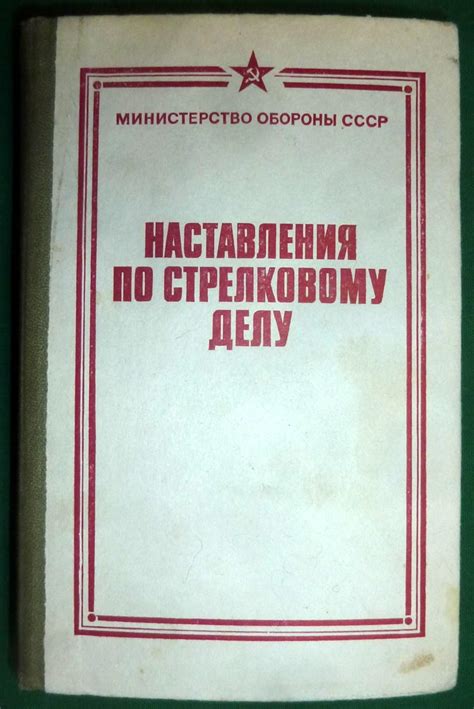 МИНИСТЕРСТВО ОБОРОНЫ СССР
НАСТАВЛЕНИЯ
ПО СТРЕЛКОВОМУ
ДЕЛУ